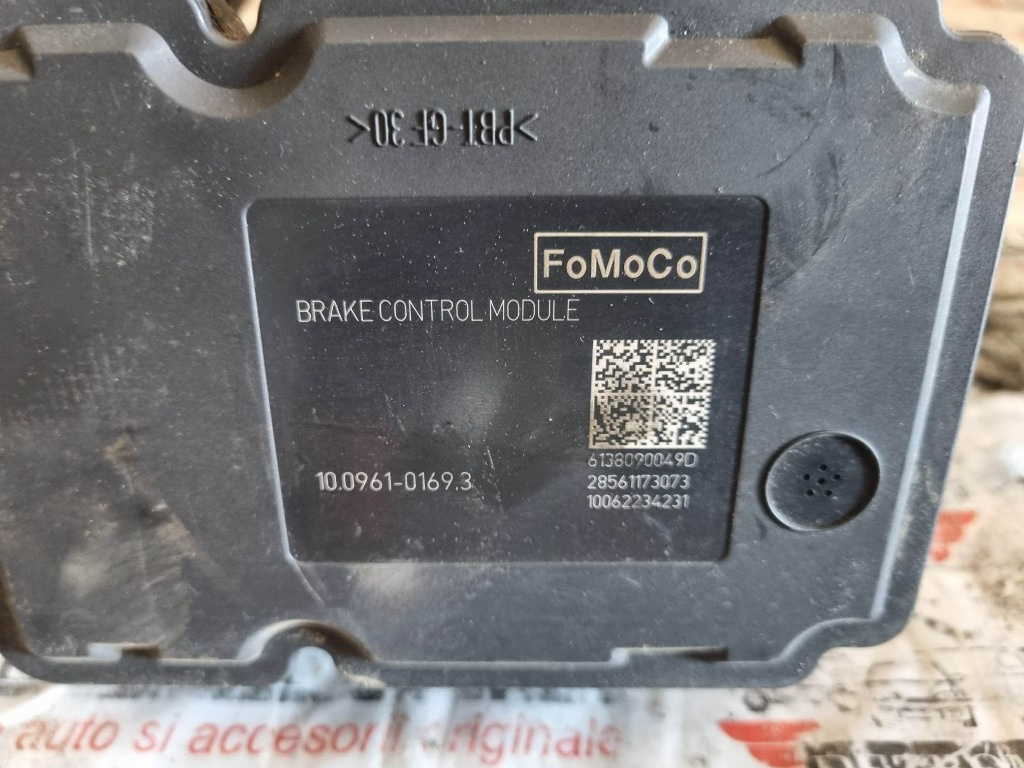 >PBT-GF 30<
FoMoCo
BRAKE CONTROL MODULE
6138090049D
10.0961-0169.3
28561173073
10062234231
auto si accesorii originale